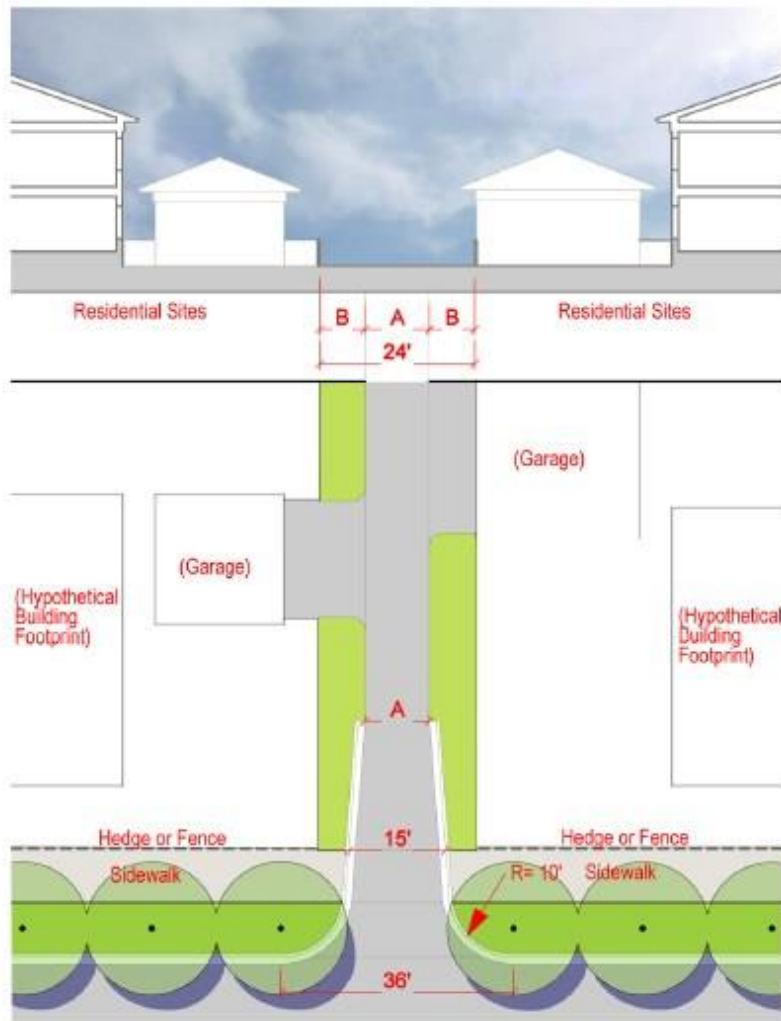 Residential Sites
B A B
Residential Sites
24'
(Garage)
(Garage)
(Hypothetical
Building
Footprint)
(Hypothetical
Duilding
Footprint)
A
Hedge or Fence
15'
Hedge or Fence
Sidewalk
R= 10'
Sidewalk
36'